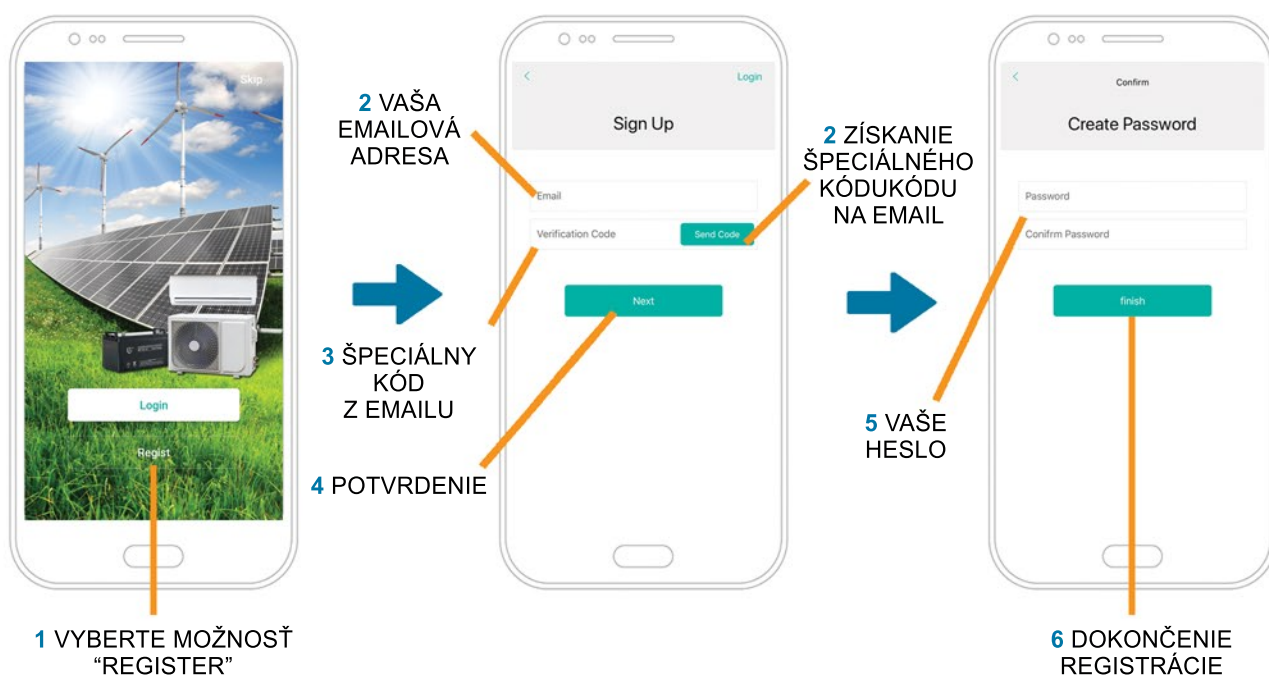 Skip
Login
Regist
1 VYBERTE MOŽNOSŤ
“REGISTER”
2 VAŠA
EMAILOVÁ
ADRESA
3 ŠPECIÁLNY
KÓD
Z EMAILU
4 POTVRDENIE
Login
Sign Up
Email
Verification Code
Send Code
Next
2 ZÍSKANIE
ŠPECIÁLNÉHO
KÓDUKÓDU
NA EMAIL
5 VAŠE
HESLO
Confirm
Create Password
Password
Conifrm Password
finish
6 DOKONČENIE
REGISTRÁCIE